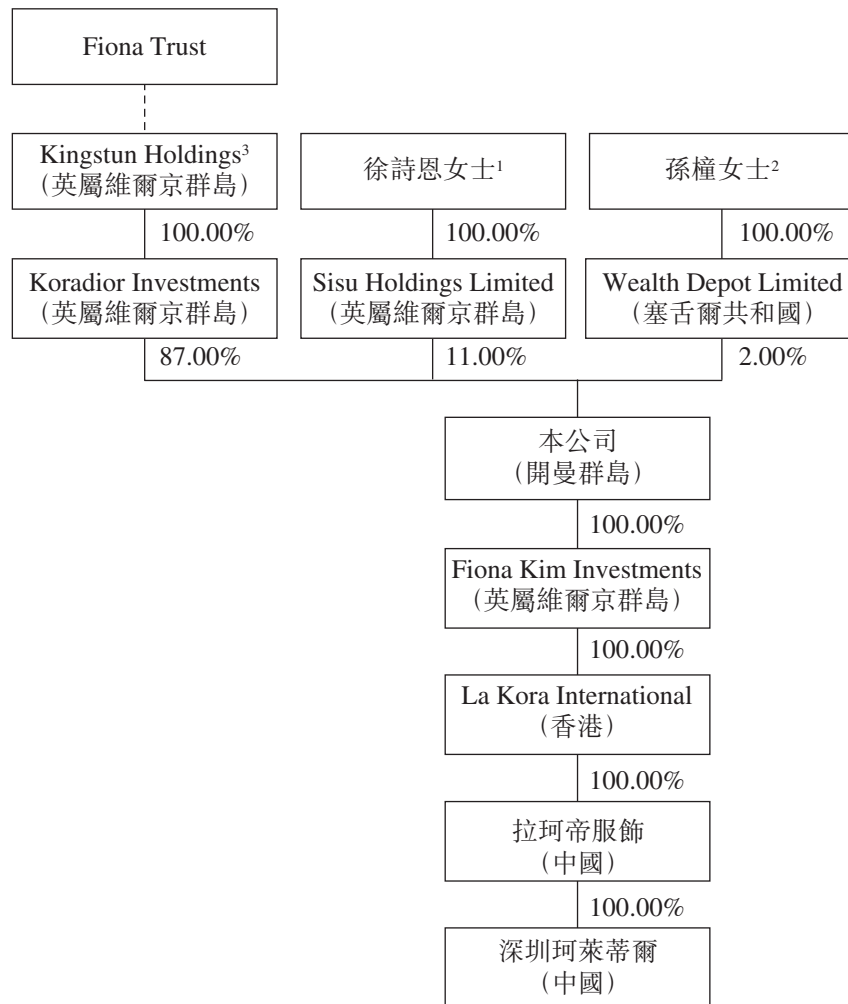 Fiona Trust
Kingstun Holdings³
(英屬維爾京群島)
徐詩恩女士¹
孫橦女士²
100.00%
100.00%
100.00%
Koradior Investments
(英屬維爾京群島)
Sisu Holdings Limited
(英屬維爾京群島)
Wealth Depot Limited
(塞舌爾共和國)
87.00%
11.00%
2.00%
本公司
(開曼群島)
100.00%
Fiona Kim Investments
(英屬維爾京群島)
100.00%
La Kora International
(香港)
100.00%
拉珂帝服飾
(中國)
100.00%
深圳珂萊蒂爾
(中國)